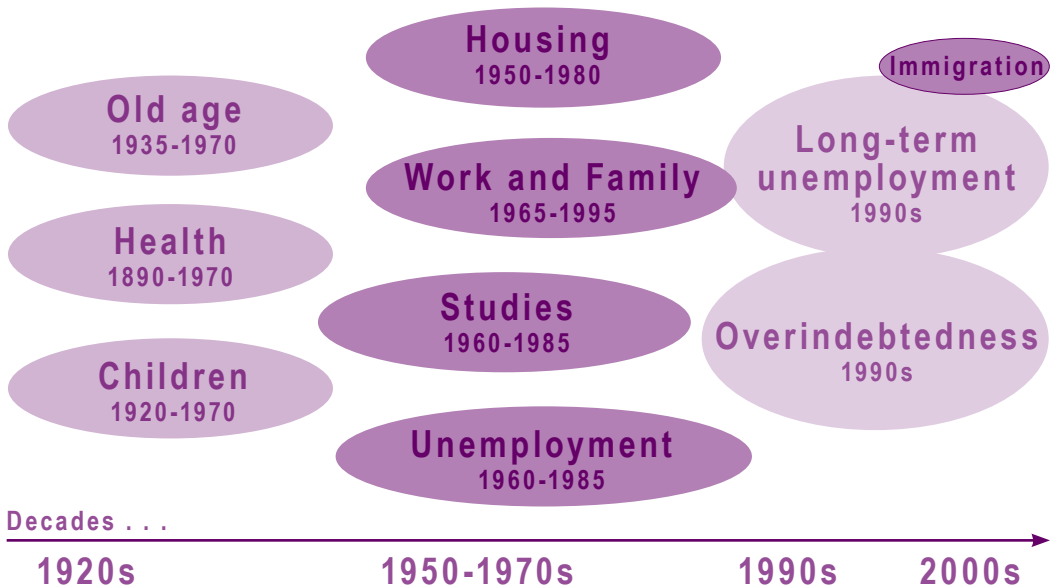 Old age
1935-1970
Health
1890-1970
Children
1920-1970
Housing
1950-1980
Work and Family
1965-1995
Studies
1960-1985
Unemployment
1960-1985
Immigration
Long-term
unemployment
1990s
Overindebtedness
1990s
Decades . . .
1920s
1950-1970s
1990s
2000s